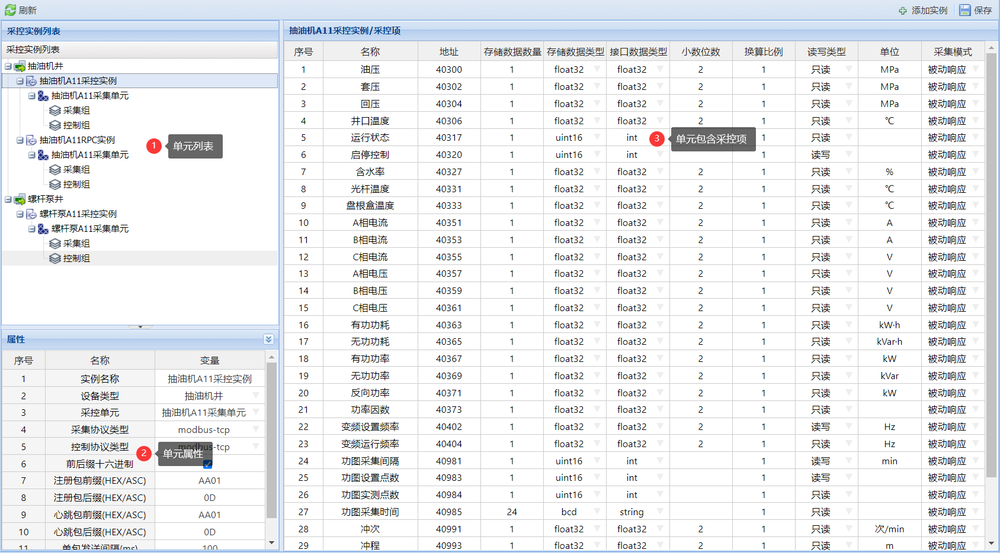 刷新 添加实例 保存
采控实例列表
采控实例列表
抽油机井
抽油机A11采控实例
抽油机A11采集单元
采集组
控制组
抽油机A11RPC实例
抽油机A11采集单元
采集组
控制组
螺杆泵井
螺杆泵A11采控实例
螺杆泵A11采集单元
采集组
控制组
1 单元列表
属性
序号 名称 变量
1 实例名称 抽油机A11采控实例
2 设备类型 抽油机井
3 采控单元 抽油机A11采集单元
4 采集协议类型 modbus-tcp
5 控制协议类型 modbus-tcp
6 前后缀十六进制
7 注册包前缀(HEX/ASC) AA01
8 注册包后缀(HEX/ASC) 0D
9 心跳包前缀(HEX/ASC) AA01
10 心跳包后缀(HEX/ASC) 0D
11 单包发送间隔(ms) 100
2 单元属性
抽油机A11采控实例/采控项
序号 名称 地址 存储数据数量 存储数据类型 接口数据类型 小数位数 换算比例 读写类型 单位 采集模式
1 油压 40300 1 float32 float32 2 1 只读 MPa 被动响应
2 套压 40302 1 float32 float32 2 1 只读 MPa 被动响应
3 回压 40304 1 float32 float32 2 1 只读 MPa 被动响应
4 井口温度 40306 1 float32 float32 2 1 只读 ℃ 被动响应
5 运行状态 40317 1 uint16 int 1 只读 被动响应
6 启停控制 40320 1 uint16 int 1 读写 被动响应
7 含水率 40327 1 float32 float32 2 1 只读 % 被动响应
8 光杆温度 40331 1 float32 float32 2 1 只读 ℃ 被动响应
9 盘根盒温度 40333 1 float32 float32 2 1 只读 ℃ 被动响应
10 A相电流 40351 1 float32 float32 2 1 只读 A 被动响应
11 B相电流 40353 1 float32 float32 2 1 只读 A 被动响应
12 C相电流 40355 1 float32 float32 2 1 只读 V 被动响应
13 A相电压 40357 1 float32 float32 2 1 只读 V 被动响应
14 B相电压 40359 1 float32 float32 2 1 只读 V 被动响应
15 C相电压 40361 1 float32 float32 2 1 只读 V 被动响应
16 有功功耗 40363 1 float32 float32 2 1 只读 kW·h 被动响应
17 无功功耗 40365 1 float32 float32 2 1 只读 kVar·h 被动响应
18 有功功率 40367 1 float32 float32 2 1 只读 kW 被动响应
19 无功功率 40369 1 float32 float32 2 1 只读 kVar 被动响应
20 反向功率 40371 1 float32 float32 2 1 只读 kW 被动响应
21 功率因数 40373 1 float32 float32 2 1 只读 被动响应
22 变频设置频率 40402 1 float32 float32 2 1 读写 Hz 被动响应
23 变频运行频率 40404 1 float32 float32 2 1 只读 Hz 被动响应
24 功图采集间隔 40981 1 uint16 int 1 读写 min 被动响应
25 功图设置点数 40983 1 uint16 int 1 读写 被动响应
26 功图实测点数 40984 1 uint16 int 1 只读 被动响应
27 功图采集时间 40985 24 bcd string 1 只读 被动响应
28 冲次 40991 1 float32 float32 2 1 只读 次/min 被动响应
29 冲程 40993 1 float32 float32 2 1 只读 m 被动响应
3 单元包含采控项